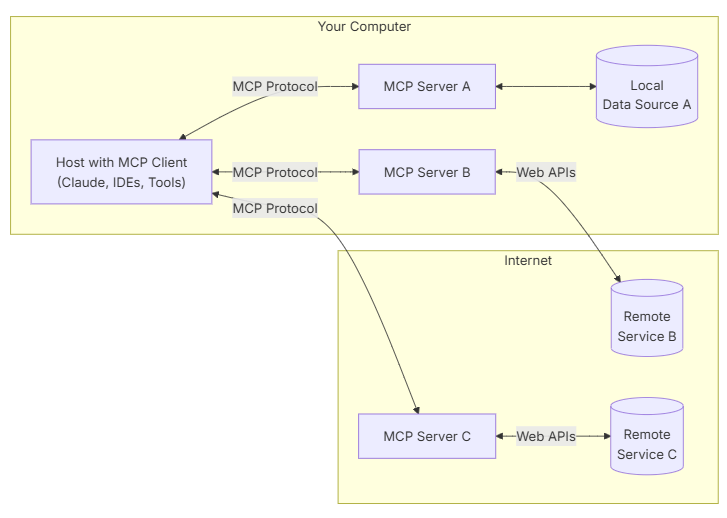 Your Computer
MCP Protocol
MCP Server A
Local
Data Source A
Host with MCP Client
(Claude, IDEs, Tools)
MCP Protocol
MCP Server B
Web APIs
MCP Protocol
Internet
Remote
Service B
MCP Server C
Web APIs
Remote
Service C